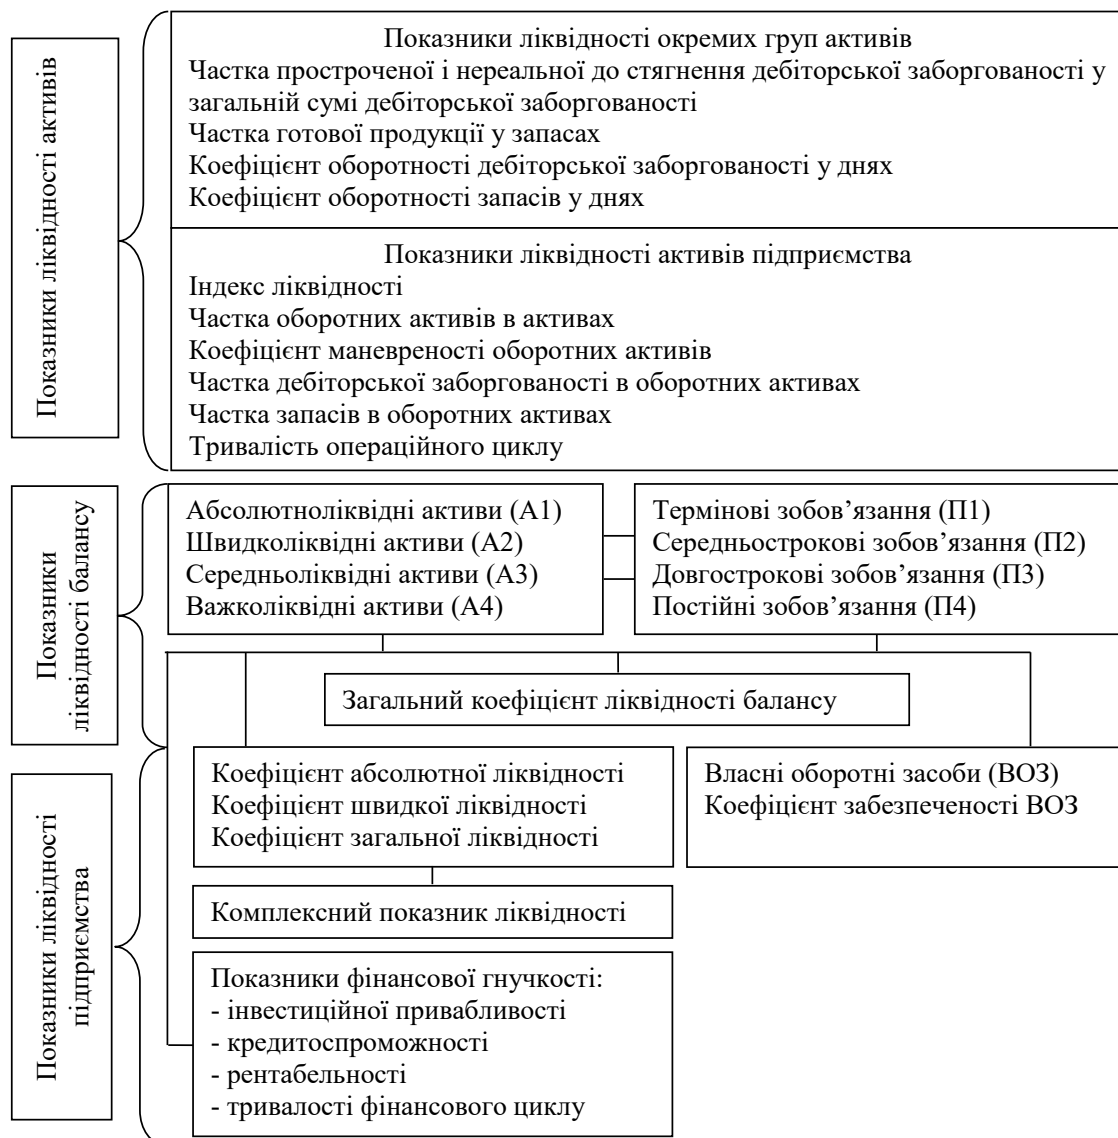 Показники ліквідності активів
Показники ліквідності окремих груп активів
Частка простроченої і нереальної до стягнення дебіторської заборгованості у
загальній сумі дебіторської заборгованості
Частка готової продукції у запасах
Коефіцієнт оборотності дебіторської заборгованості у днях
Коефіцієнт оборотності запасів у днях
Показники ліквідності активів підприємства
Індекс ліквідності
Частка оборотних активів в активах
Коефіцієнт маневреності оборотних активів
Частка дебіторської заборгованості в оборотних активах
Частка запасів в оборотних активах
Тривалість операційного циклу
Показники
ліквідності балансу
Абсолютноліквідні активи (А1)
Швидколіквідні активи (А2)
Середньоліквідні активи (А3)
Важколіквідні активи (А4)
Термінові зобов’язання (П1)
Середньострокові зобов’язання (П2)
Довгострокові зобов’язання (П3)
Постійні зобов’язання (П4)
Загальний коефіцієнт ліквідності балансу
Показники ліквідності
підприємства
Коефіцієнт абсолютної ліквідності
Коефіцієнт швидкої ліквідності
Коефіцієнт загальної ліквідності
Власні оборотні засоби (ВОЗ)
Коефіцієнт забезпеченості ВОЗ
Комплексний показник ліквідності
Показники фінансової гнучкості:
- інвестиційної привабливості
- кредитоспроможності
- рентабельності
- тривалості фінансового циклу